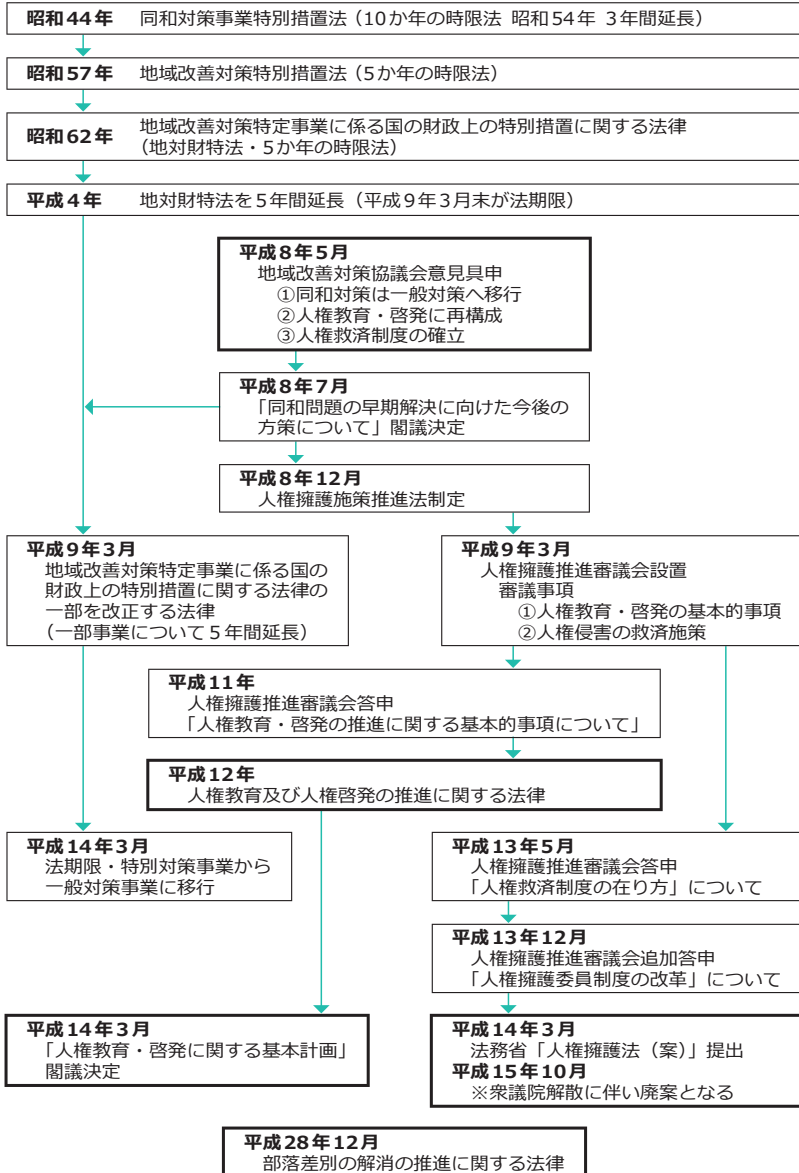 昭和44年 同和対策事業特別措置法（10か年の時限法 昭和54年 3年間延長）
昭和57年 地域改善対策特別措置法（5か年の時限法）
昭和62年 地域改善対策特定事業に係る国の財政上の特別措置に関する法律
（地対財特法・5か年の時限法）
平成4年 地対財特法を5年間延長（平成9年3月末が法期限）
平成8年5月
地域改善対策協議会意見具申
①同和対策は一般対策へ移行
②人権教育・啓発に再構成
③人権救済制度の確立
平成8年7月
「同和問題の早期解決に向けた今後の
方策について」閣議決定
平成8年12月
人権擁護施策推進法制定
平成9年3月
地域改善対策特定事業に係る国の
財政上の特別措置に関する法律の
一部を改正する法律
（一部事業について5年間延長）
平成9年3月
人権擁護推進審議会設置
審議事項
①人権教育・啓発の基本的事項
②人権侵害の救済施策
平成11年
人権擁護推進審議会答申
「人権教育・啓発の推進に関する基本的事項について」
平成12年
人権教育及び人権啓発の推進に関する法律
平成14年3月
法期限・特別対策事業から
一般対策事業に移行
平成13年5月
人権擁護推進審議会答申
「人権救済制度の在り方」について
平成13年12月
人権擁護推進審議会追加答申
「人権擁護委員制度の改革」について
平成14年3月
「人権教育・啓発に関する基本計画」
閣議決定
平成14年3月
法務省「人権擁護法（案）」提出
平成15年10月
※衆議院解散に伴い廃案となる
平成28年12月
部落差別の解消の推進に関する法律